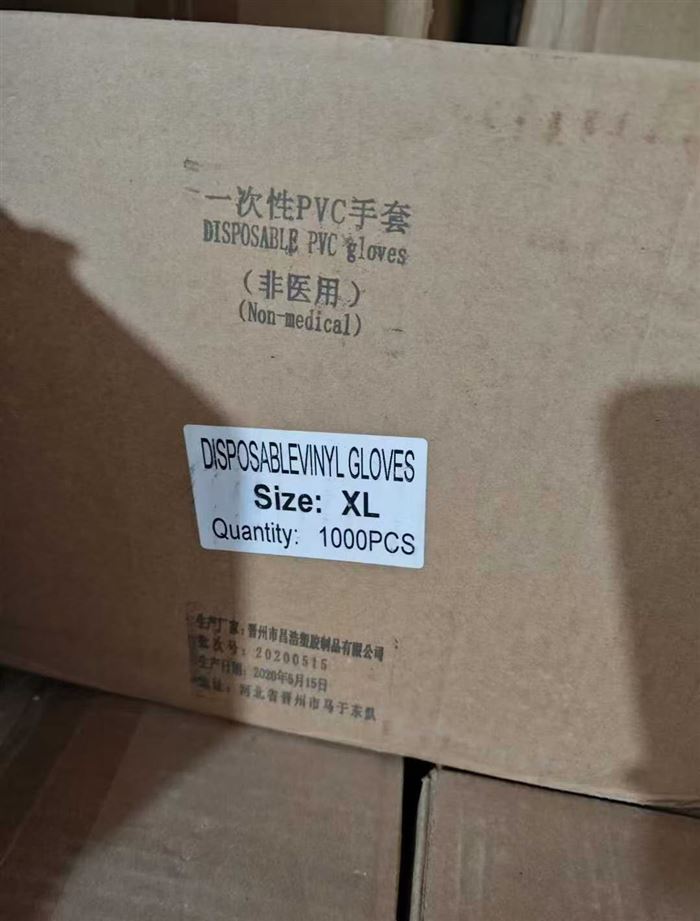 一次性PVC手套
DISPOSABLE PVC gloves
（非医用）
(Non-medical)
DISPOSABLEVINYL GLOVES
Size: XL
Quantity: 1000PCS
生产厂家：晋州市昌浩塑胶制品有限公司
批次号：20200515
生产日期：2020年5月15日
地址：河北省晋州市马于东队